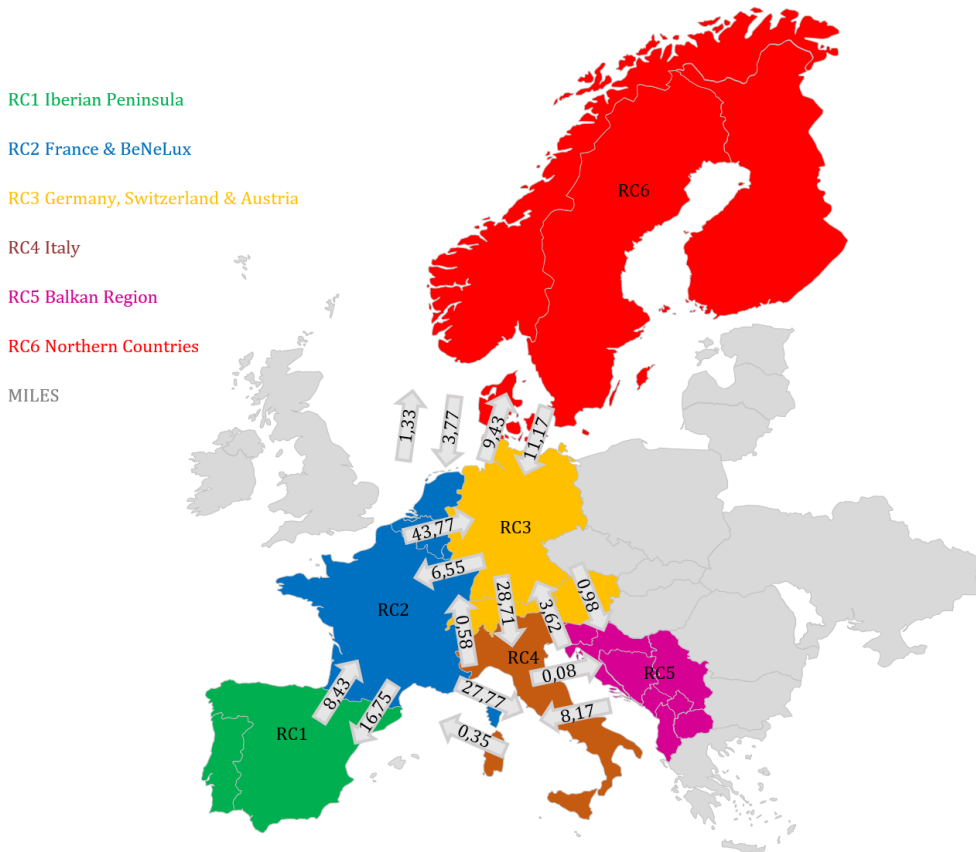 RC1 Iberian Peninsula
RC2 France & BeNeLux
RC3 Germany, Switzerland & Austria
RC4 Italy
RC5 Balkan Region
RC6 Northern Countries
MILES
RC6
1,33
3,77
9,43
11,17
43,77
RC3
6,55
28,71
3,62
0,98
RC2
0,58
RC4
0,08
RC5
8,43
16,75
27,77
8,17
RC1
0,35